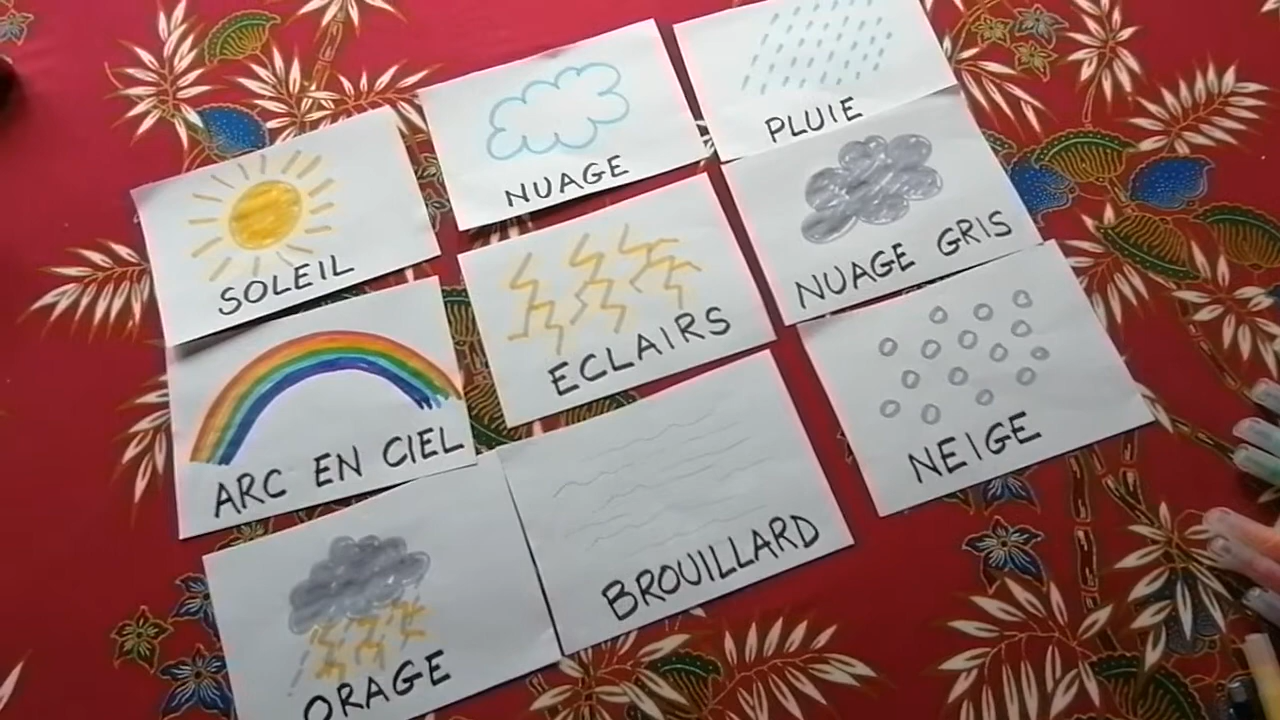 SOLEIL
NUAGE
PLUIE
ARC EN CIEL
ECLAIRS
NUAGE GRIS
ORAGE
BROUILLARD
NEIGE